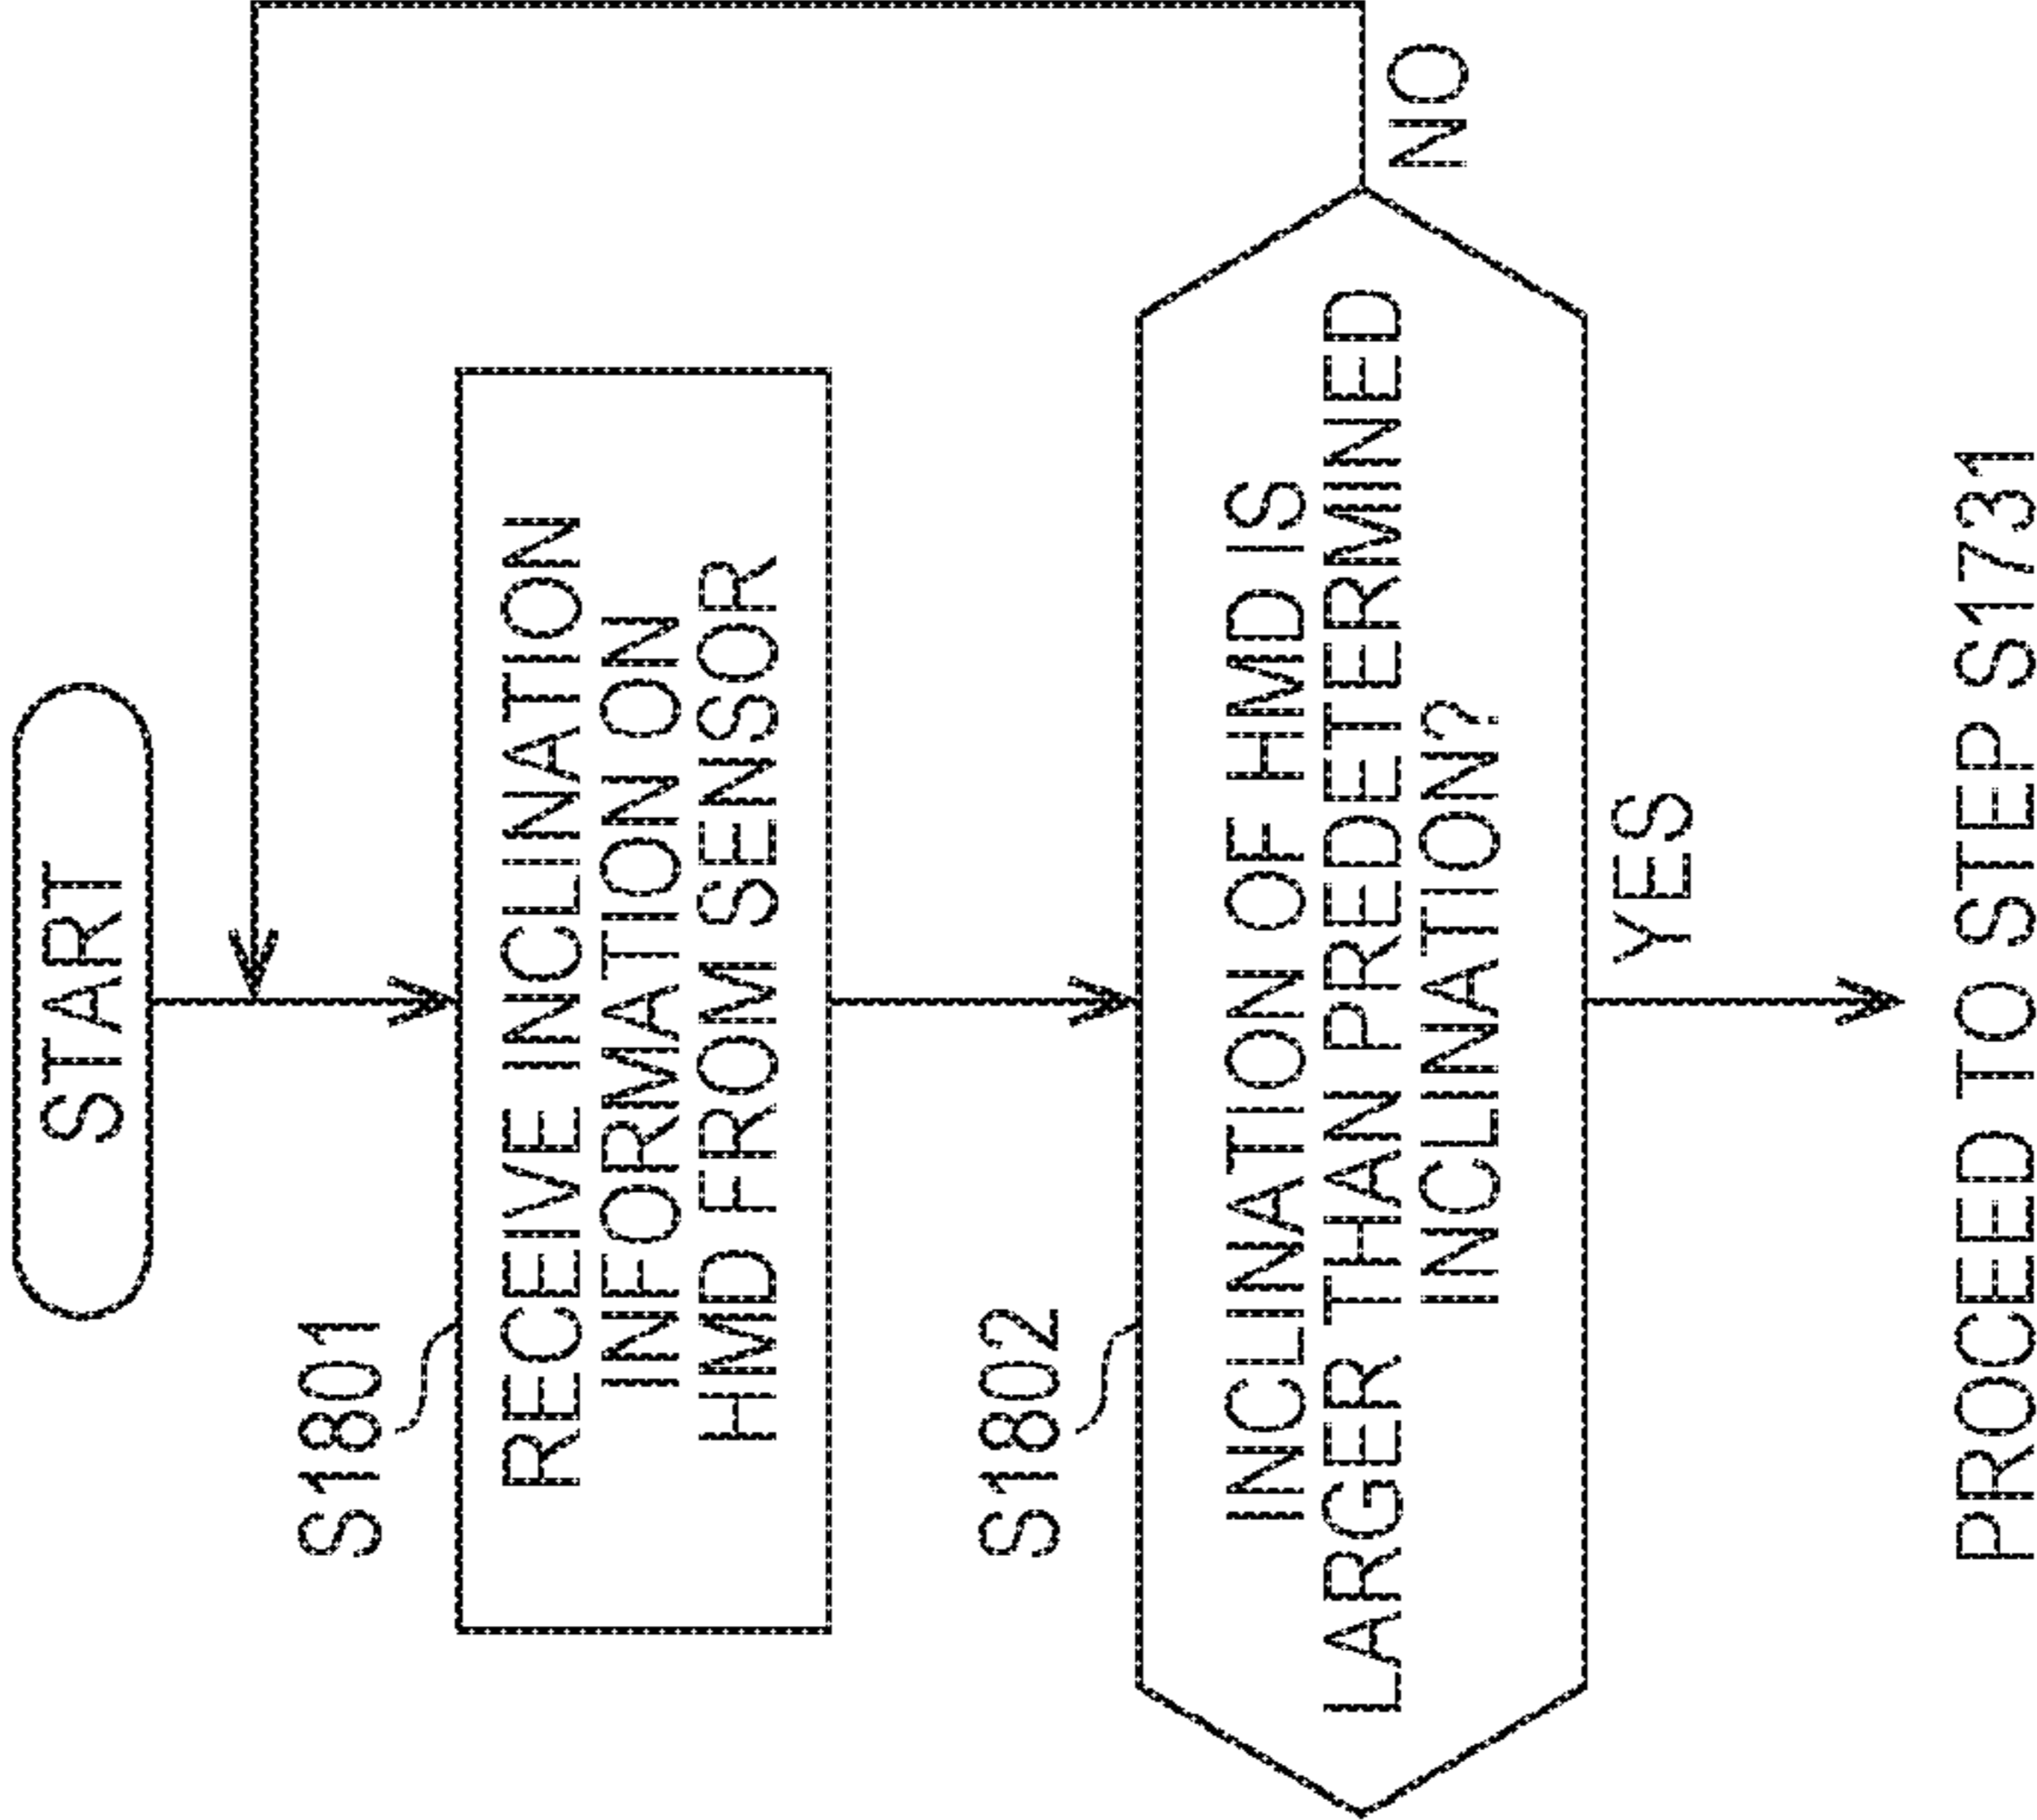 START
S1801
RECEIVE INCLINATION
INFORMATION ON
HMD FROM SENSOR
S1802
INCLINATION OF HMD IS
LARGER THAN PREDETERMINED
INCLINATION?
NO
YES
PROCEED TO STEP S1731